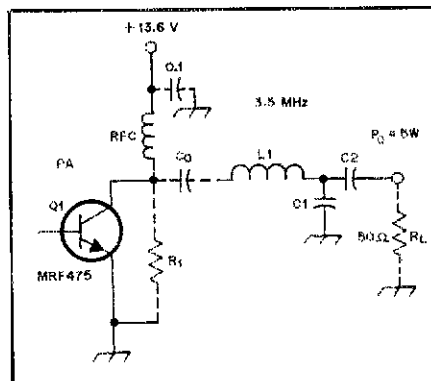 +13.6 V
0.1
RFC
3.5 MHz
PA
C0
L1
C2
P0 = 5W
Q1
C1
R1
50Ω
RL
MRF475